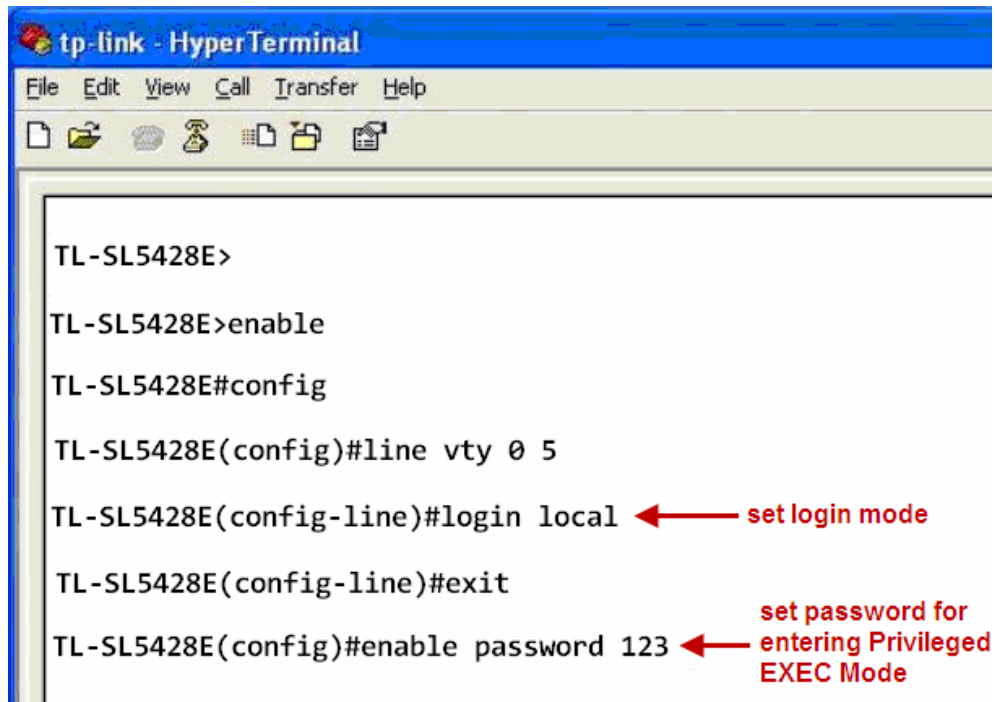 tp-link - HyperTerminal
File Edit View Call Transfer Help
TL-SL5428E>
TL-SL5428E>enable
TL-SL5428E#config
TL-SL5428E(config)#line vty 0 5
TL-SL5428E(config-line)#login local
set login mode
TL-SL5428E(config-line)#exit
TL-SL5428E(config)#enable password 123
set password for
entering Privileged
EXEC Mode